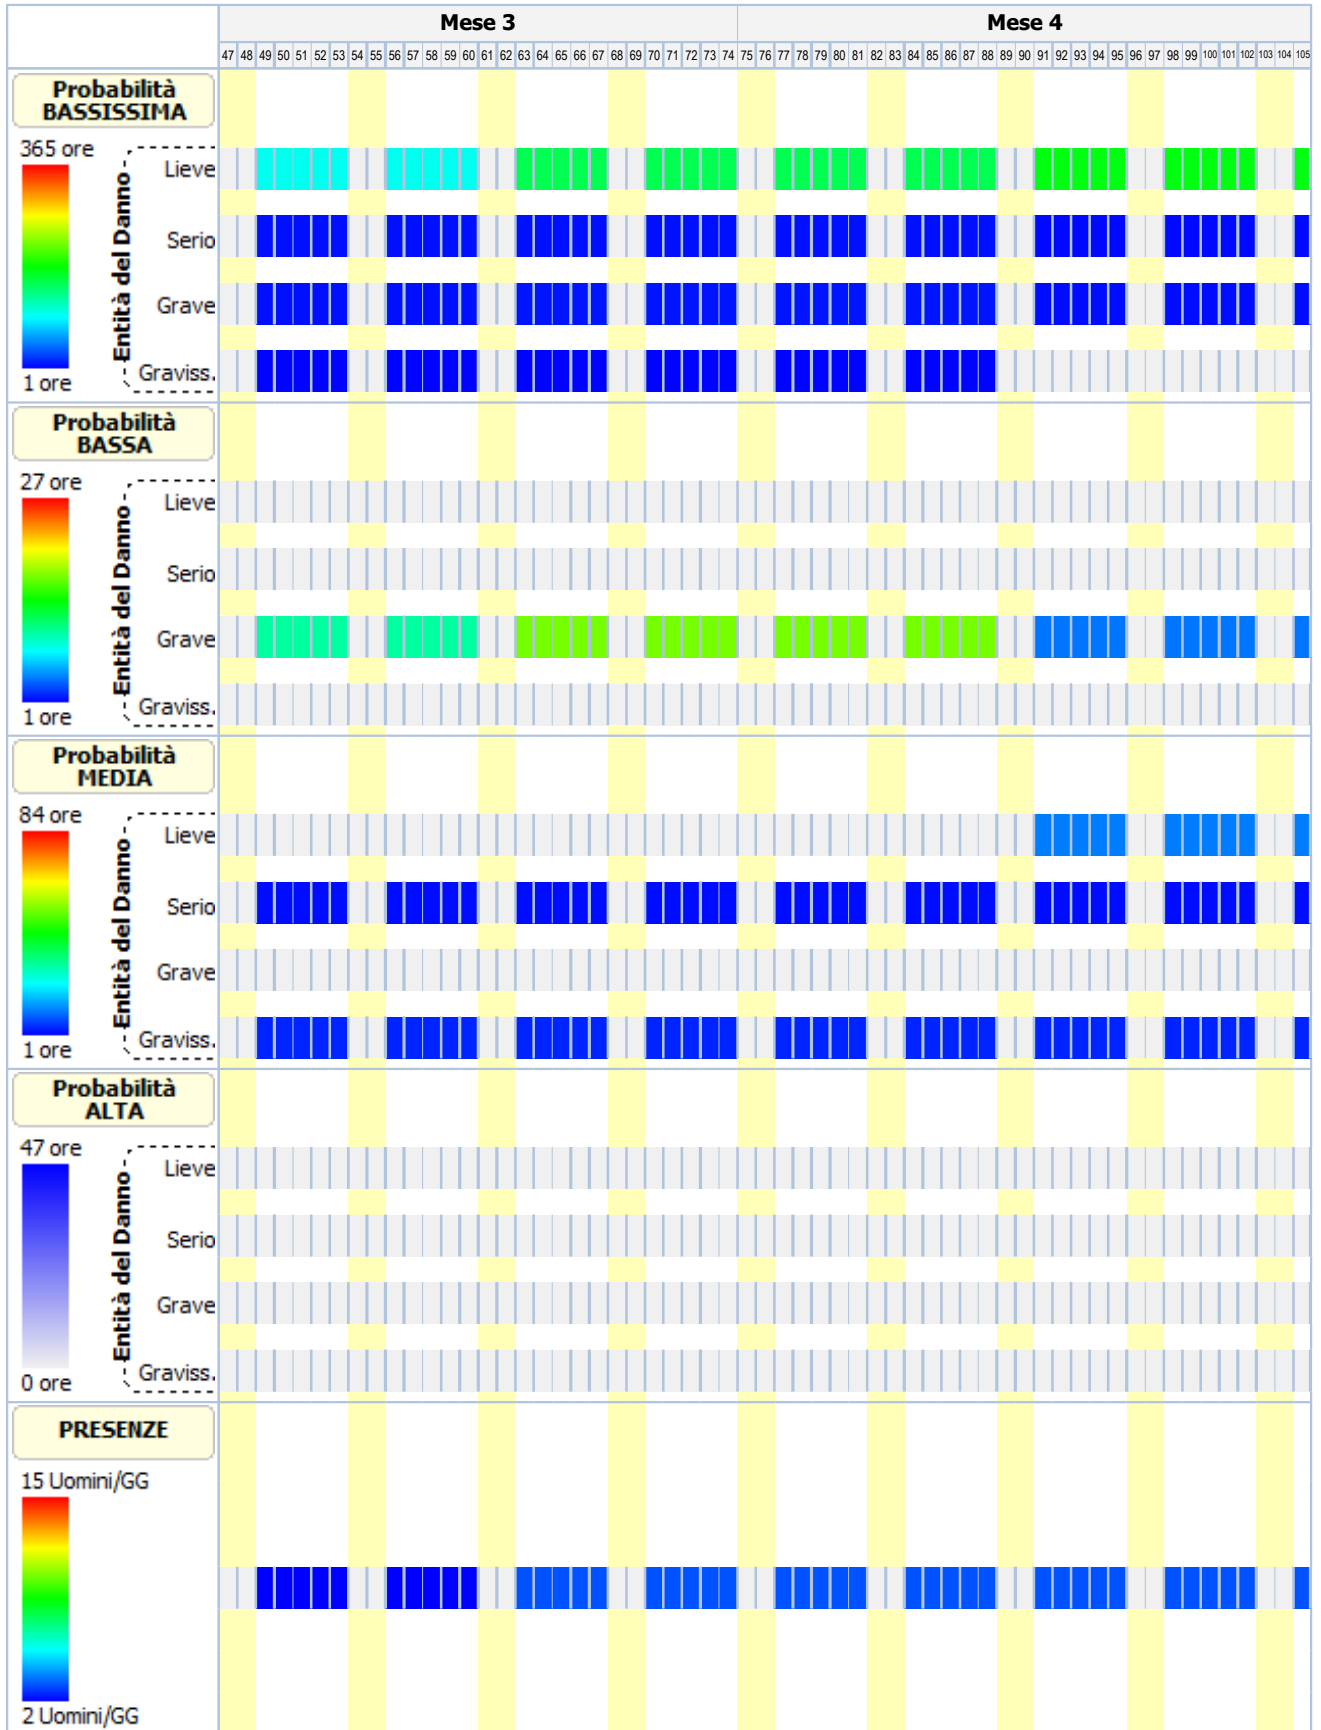 Mese 3 Mese 4
47 48 49 50 51 52 53 54 55 56 57 58 59 60 61 62 63 64 65 66 67 68 69 70 71 72 73 74 75 76 77 78 79 80 81 82 83 84 85 86 87 88 89 90 91 92 93 94 95 96 97 98 99 100 101 102 103 104 105
Probabilità
BASSISSIMA
365 ore
Entità del Danno
Lieve
Serio
Grave
Graviss.
1 ore
Probabilità
BASSA
27 ore
Entità del Danno
Lieve
Serio
Grave
Graviss.
1 ore
Probabilità
MEDIA
84 ore
Entità del Danno
Lieve
Serio
Grave
Graviss.
1 ore
Probabilità
ALTA
47 ore
Entità del Danno
Lieve
Serio
Grave
Graviss.
0 ore
PRESENZE
15 Uomini/GG
2 Uomini/GG